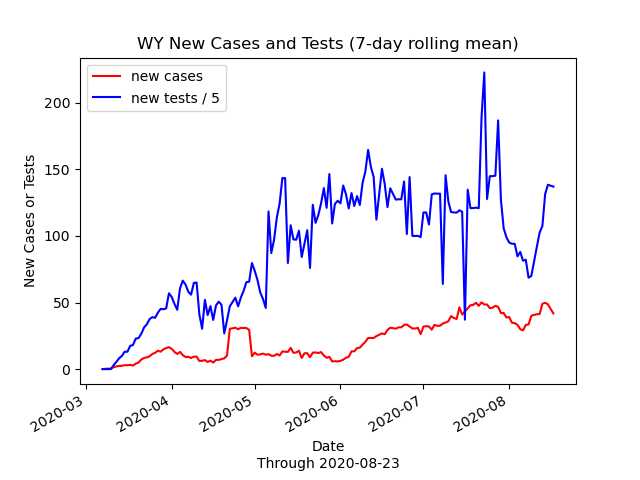 WY New Cases and Tests (7-day rolling mean)
new cases
new tests / 5
200
150
100
50
0
New Cases or Tests
2020-03
2020-04
2020-05
2020-06
2020-07
2020-08
Date
Through 2020-08-23